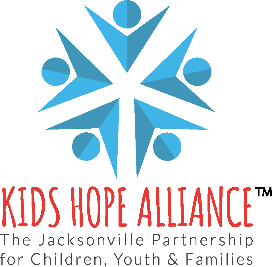 KIDS HOPE ALLIANCE™
The Jacksonville Partnership
for Children, Youth & Families